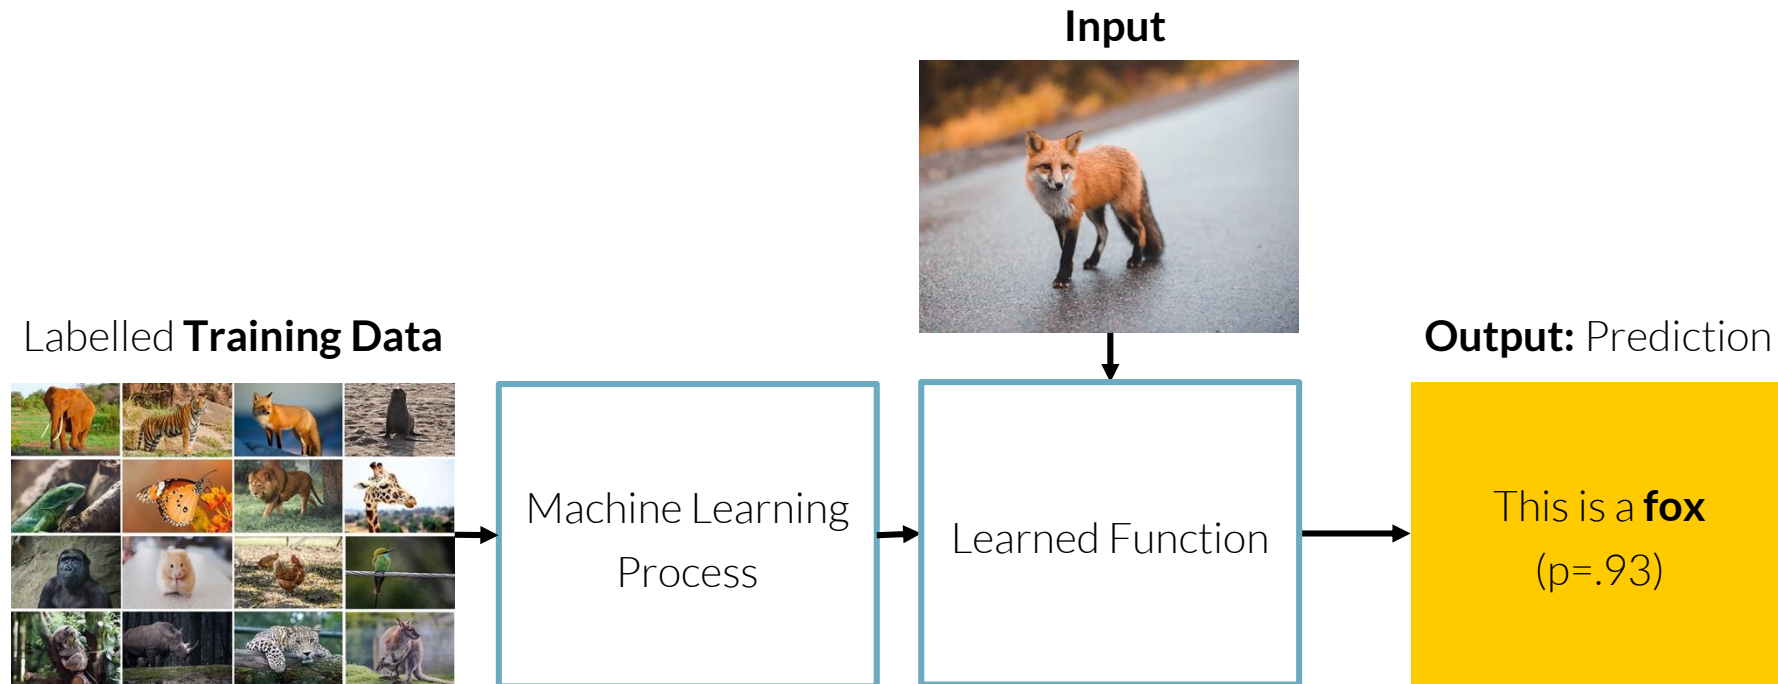 Input
Labelled Training Data
Output: Prediction
Machine Learning
Process
Learned Function
This is a fox
(p=.93)